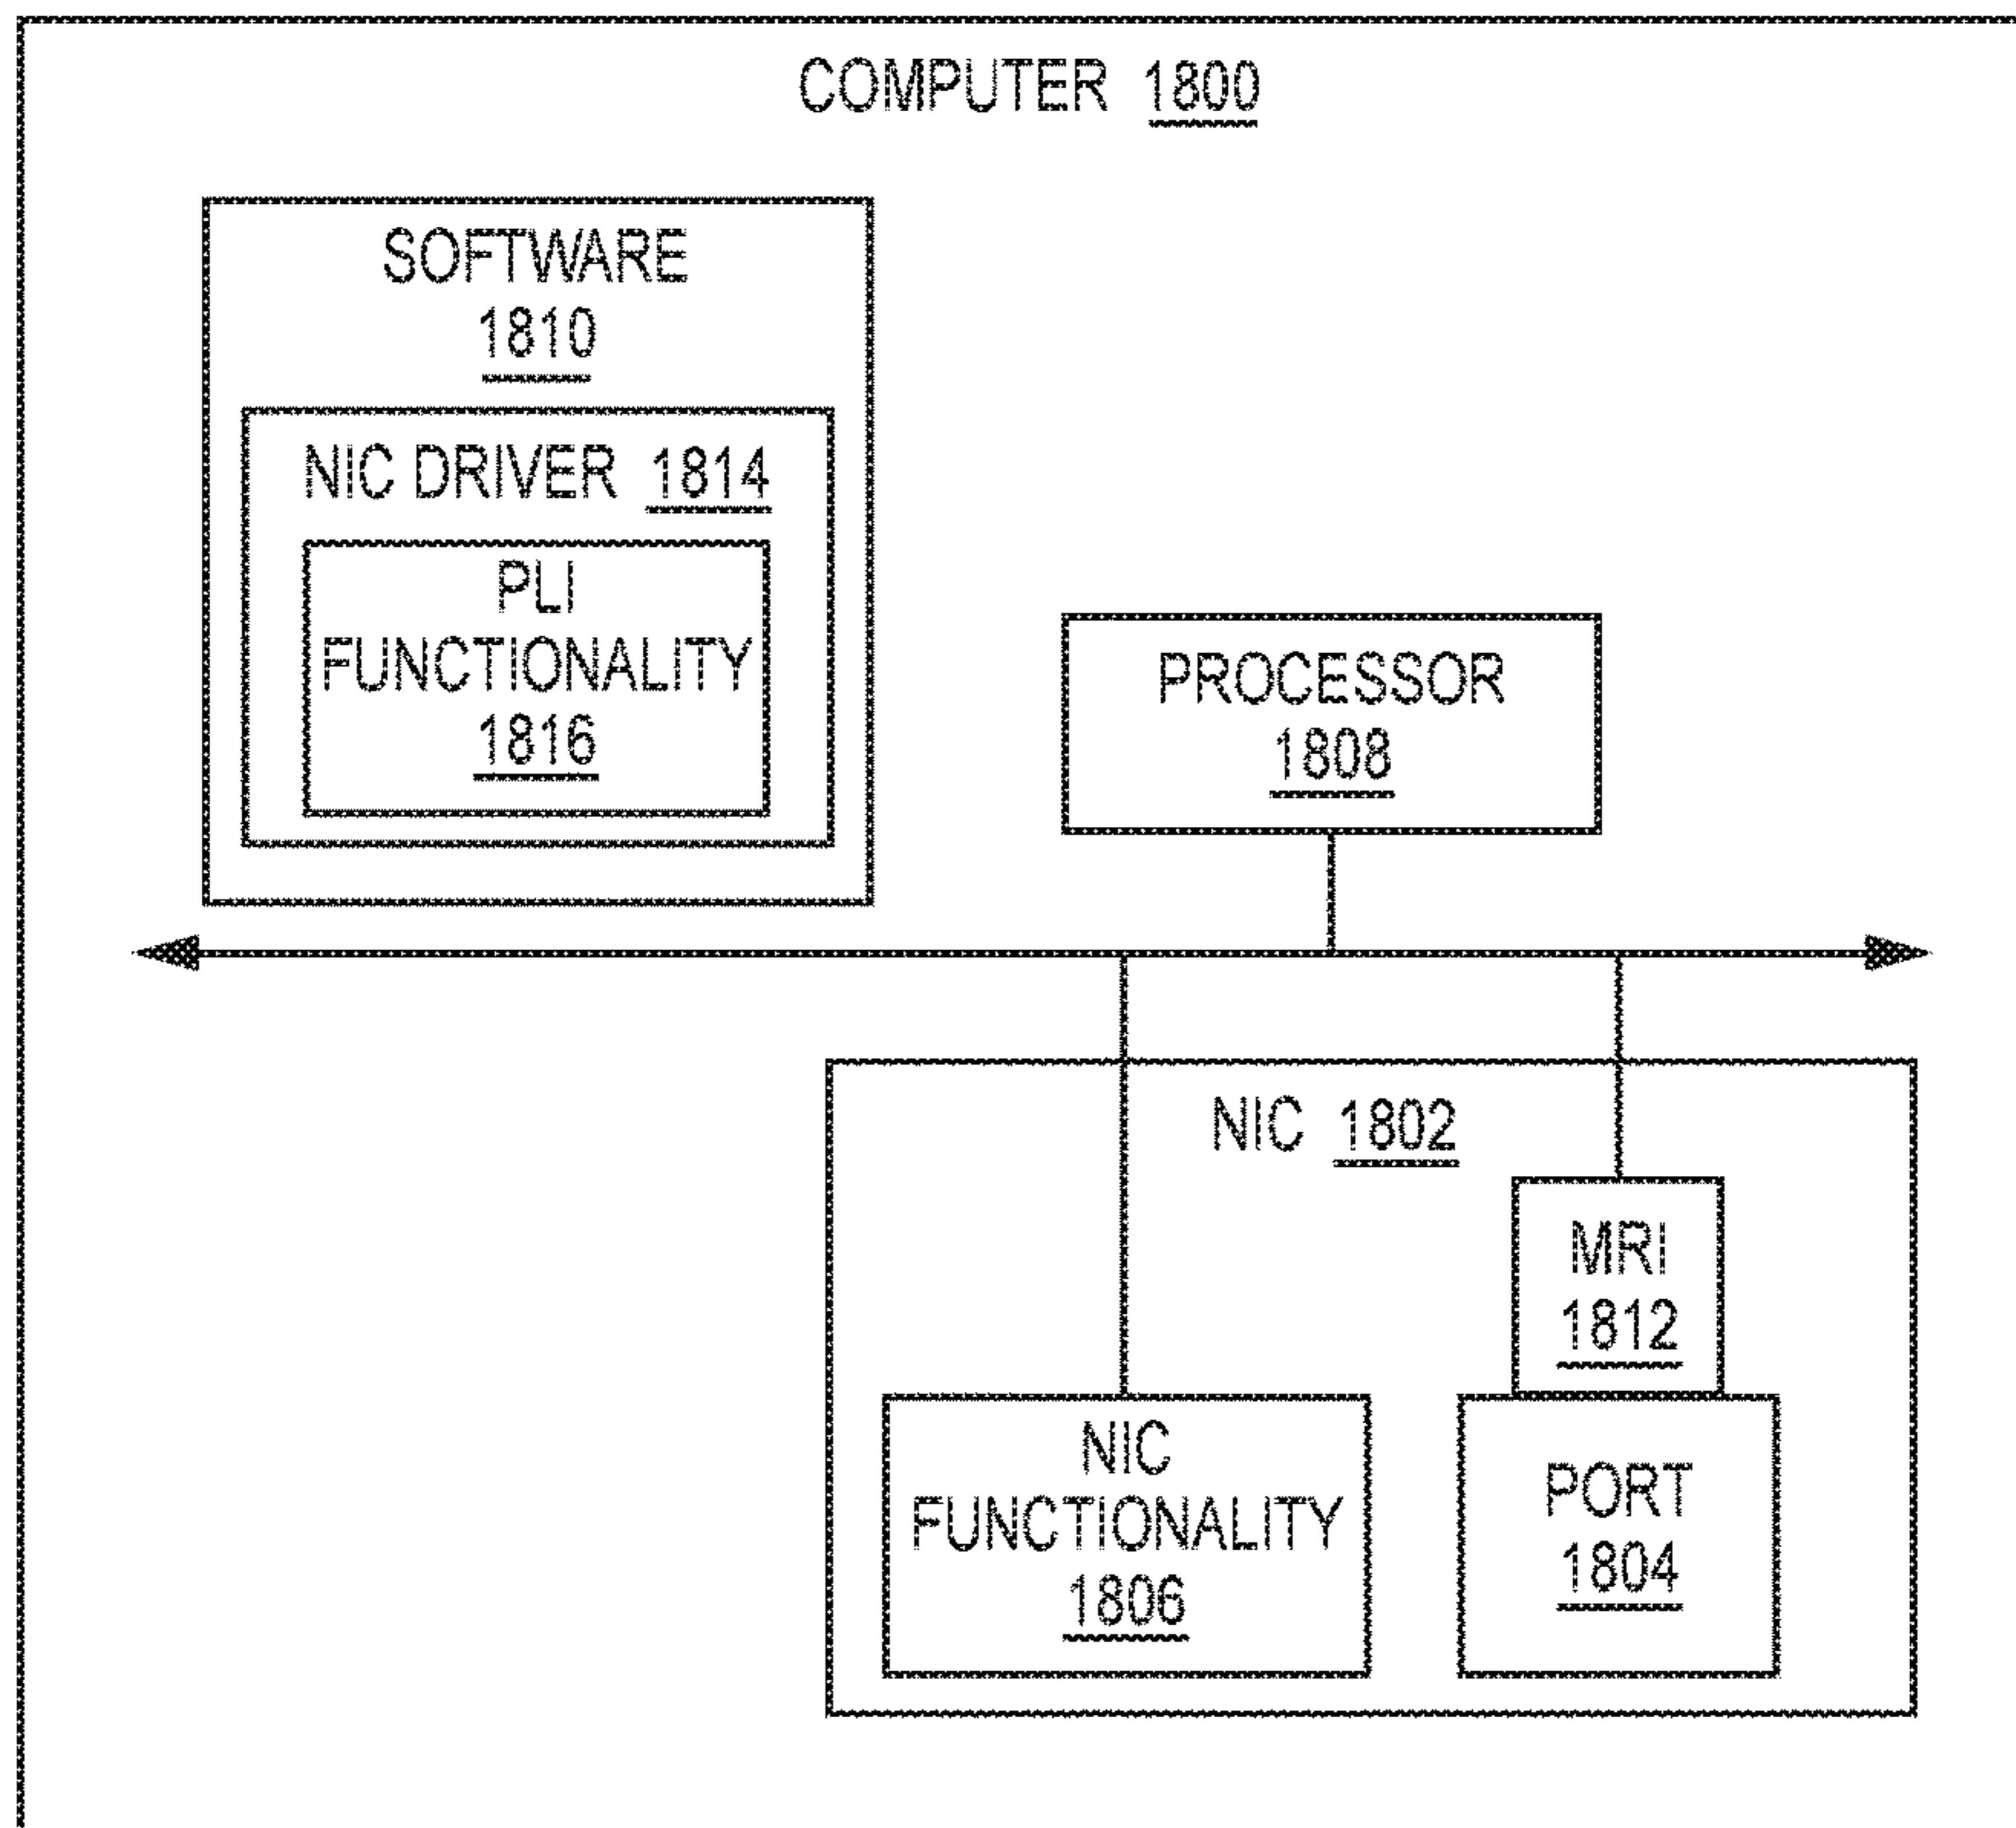 COMPUTER 1800
SOFTWARE
1810
NIC DRIVER 1814
PLI
FUNCTIONALITY
1816
PROCESSOR
1808
NIC 1802
MRI
1812
NIC
FUNCTIONALITY
1806
PORT
1804